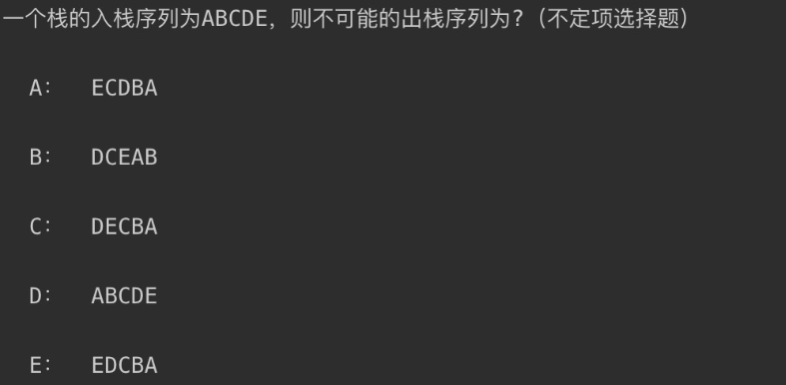 一个栈的入栈序列为ABCDE，则不可能的出栈序列为？（不定项选择题）
A： ECDBA
B： DCEAB
C： DECBA
D： ABCDE
E： EDCBA